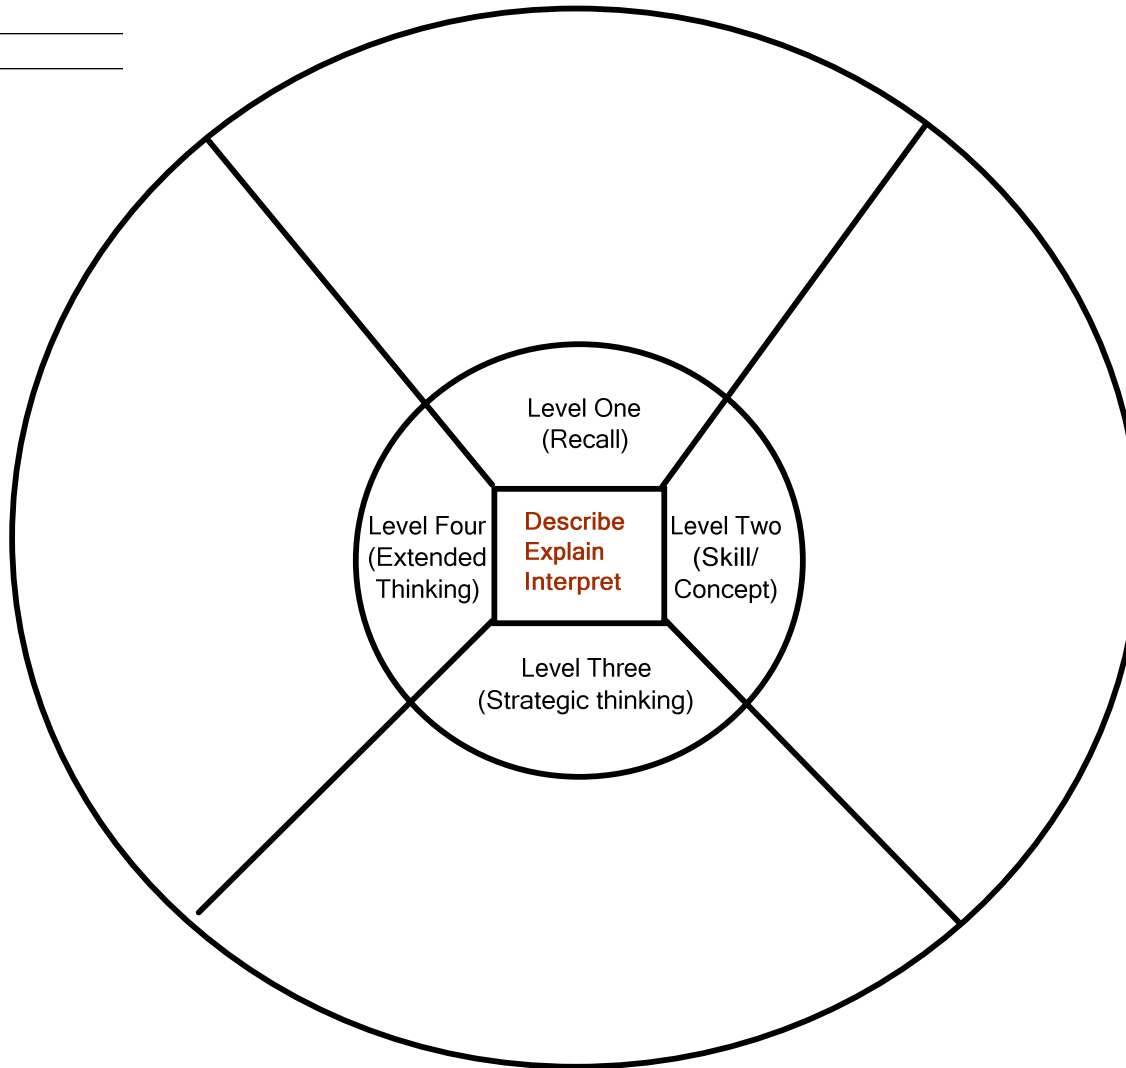 Level One
(Recall)
Level Four
(Extended
Thinking)
Describe
Explain
Interpret
Level Two
(Skill/
Concept)
Level Three
(Strategic thinking)